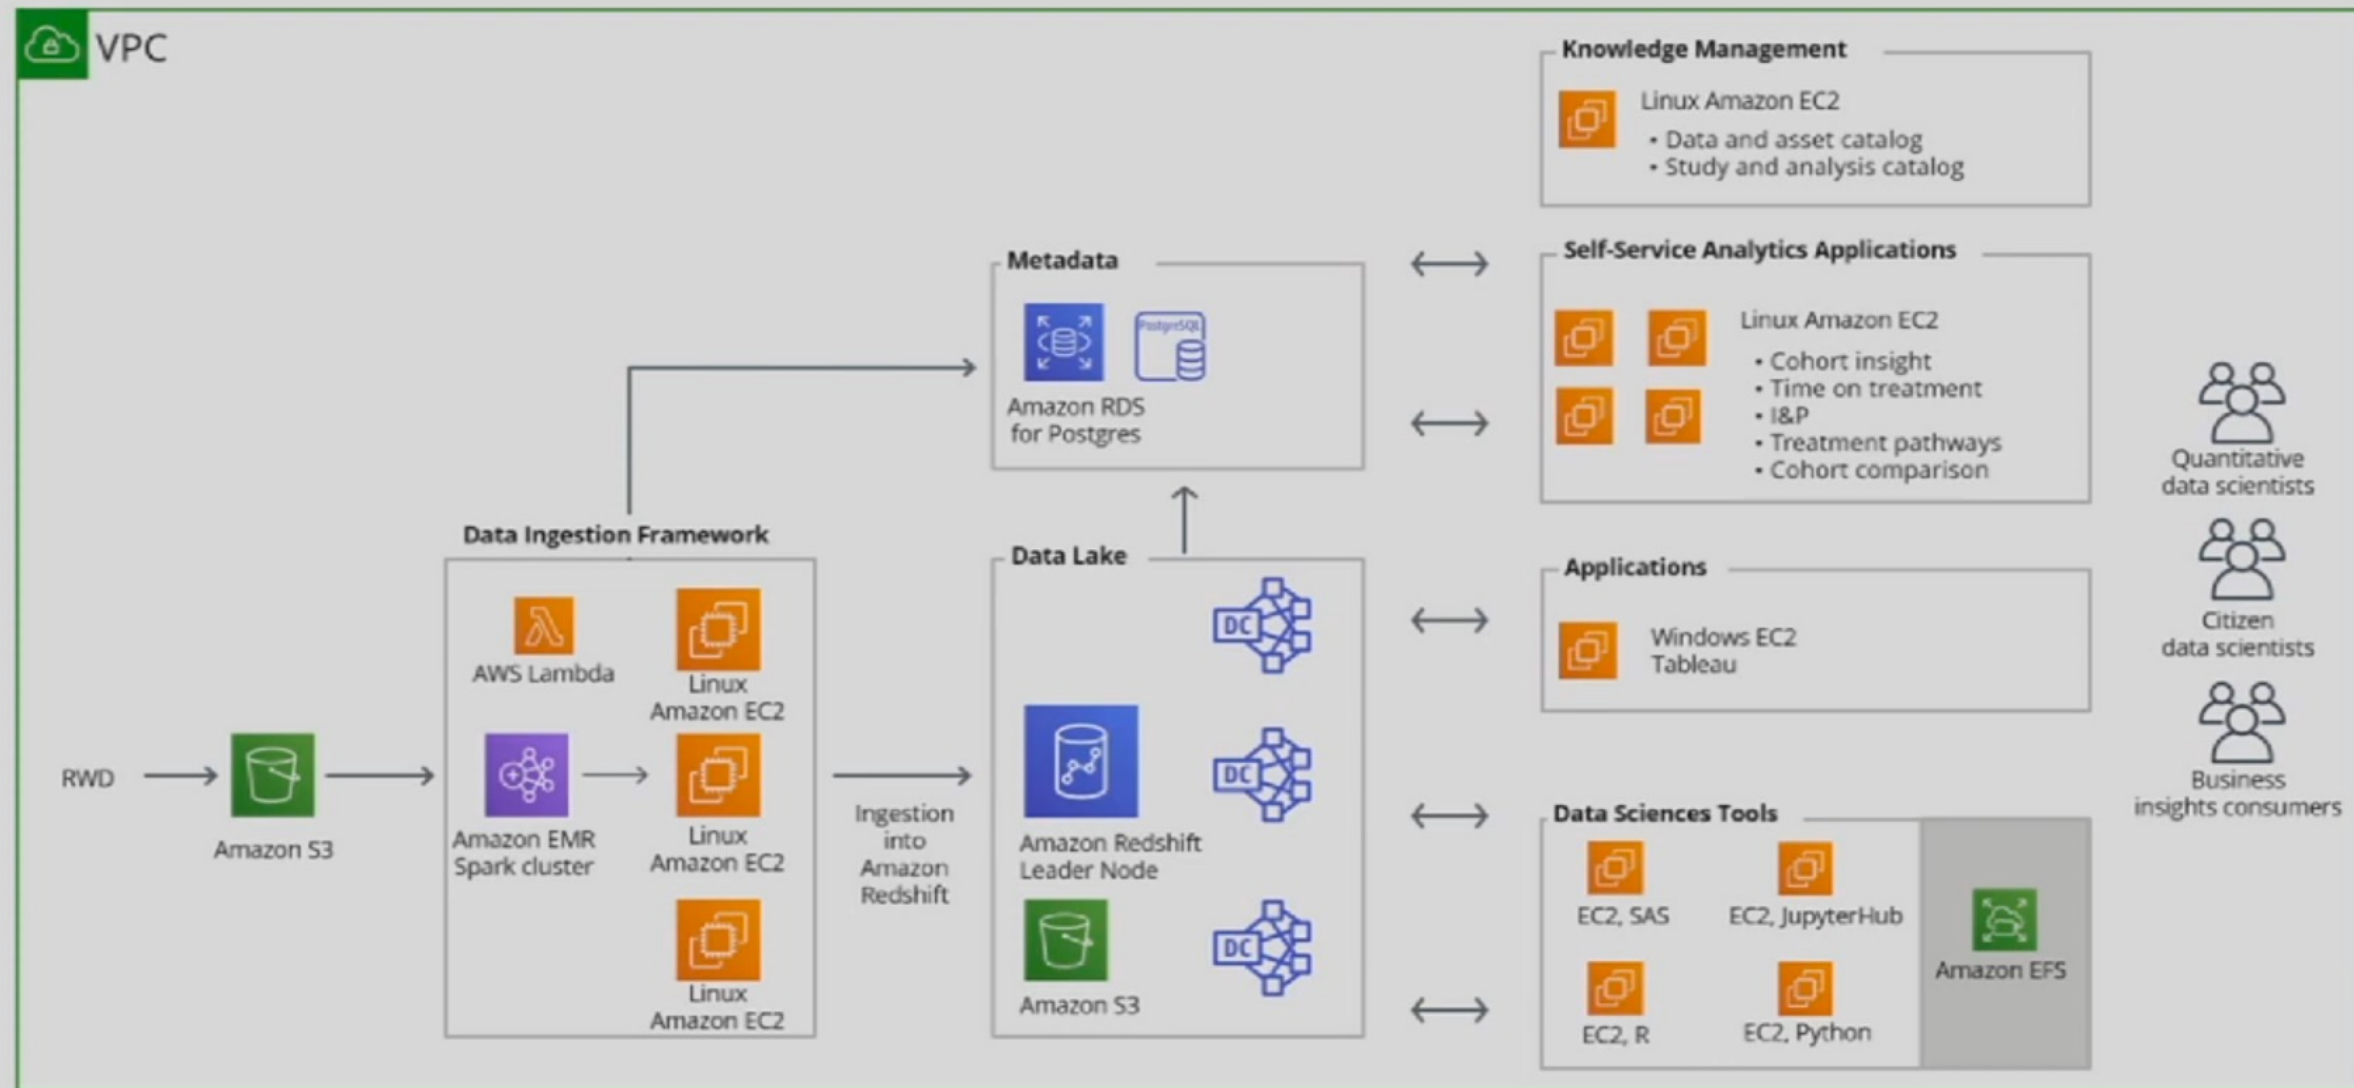 VPC
RWD
Amazon S3
Data Ingestion Framework
AWS Lambda
Linux
Amazon EC2
Amazon EMR
Spark cluster
Linux
Amazon EC2
Linux
Amazon EC2
Ingestion
into
Amazon
Redshift
Metadata
PostgreSQL
Amazon RDS
for Postgres
Data Lake
DC
Amazon Redshift
Leader Node
DC
Amazon S3
DC
Knowledge Management
Linux Amazon EC2
• Data and asset catalog
• Study and analysis catalog
Self-Service Analytics Applications
Linux Amazon EC2
• Cohort insight
• Time on treatment
• I&P
• Treatment pathways
• Cohort comparison
Applications
Windows EC2
Tableau
Data Sciences Tools
EC2, SAS
EC2, JupyterHub
EC2, R
EC2, Python
Amazon EFS
Quantitative
data scientists
Citizen
data scientists
Business
insights consumers